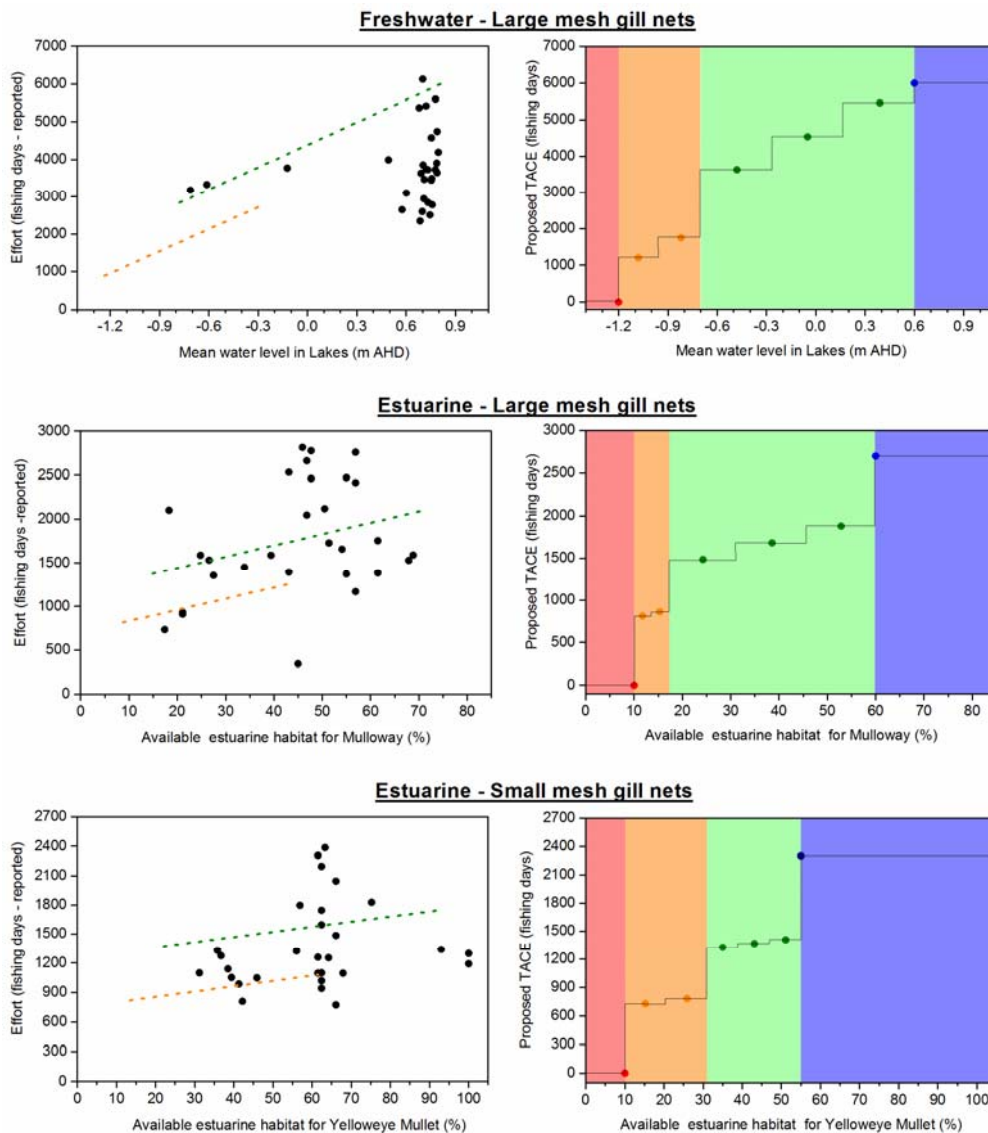 Freshwater - Large mesh gill nets
7000
6000
5000
4000
3000
2000
1000
0
Effort (fishing days - reported)
-1.2 -0.9 -0.6 -0.3 0.0 0.3 0.6 0.9
Mean water level in Lakes (m AHD)
7000
6000
5000
4000
3000
2000
1000
0
Proposed TACE (fishing days)
-1.2 -0.9 -0.6 -0.3 0.0 0.3 0.6 0.9
Mean water level in Lakes (m AHD)
Estuarine - Large mesh gill nets
3000
2500
2000
1500
1000
500
0
Effort (fishing days -reported)
0 10 20 30 40 50 60 70 80
Available estuarine habitat for Mulloway (%)
3000
2500
2000
1500
1000
500
0
Proposed TACE (fishing days)
0 10 20 30 40 50 60 70 80
Available estuarine habitat for Mulloway (%)
Estuarine - Small mesh gill nets
2700
2400
2100
1800
1500
1200
900
600
300
0
Effort (fishing days - reported)
0 10 20 30 40 50 60 70 80 90 100
Available estuarine habitat for Yelloweye Mullet (%)
2700
2400
2100
1800
1500
1200
900
600
300
0
Proposed TACE (fishing days)
0 10 20 30 40 50 60 70 80 90 100
Available estuarine habitat for Yelloweye Mullet (%)